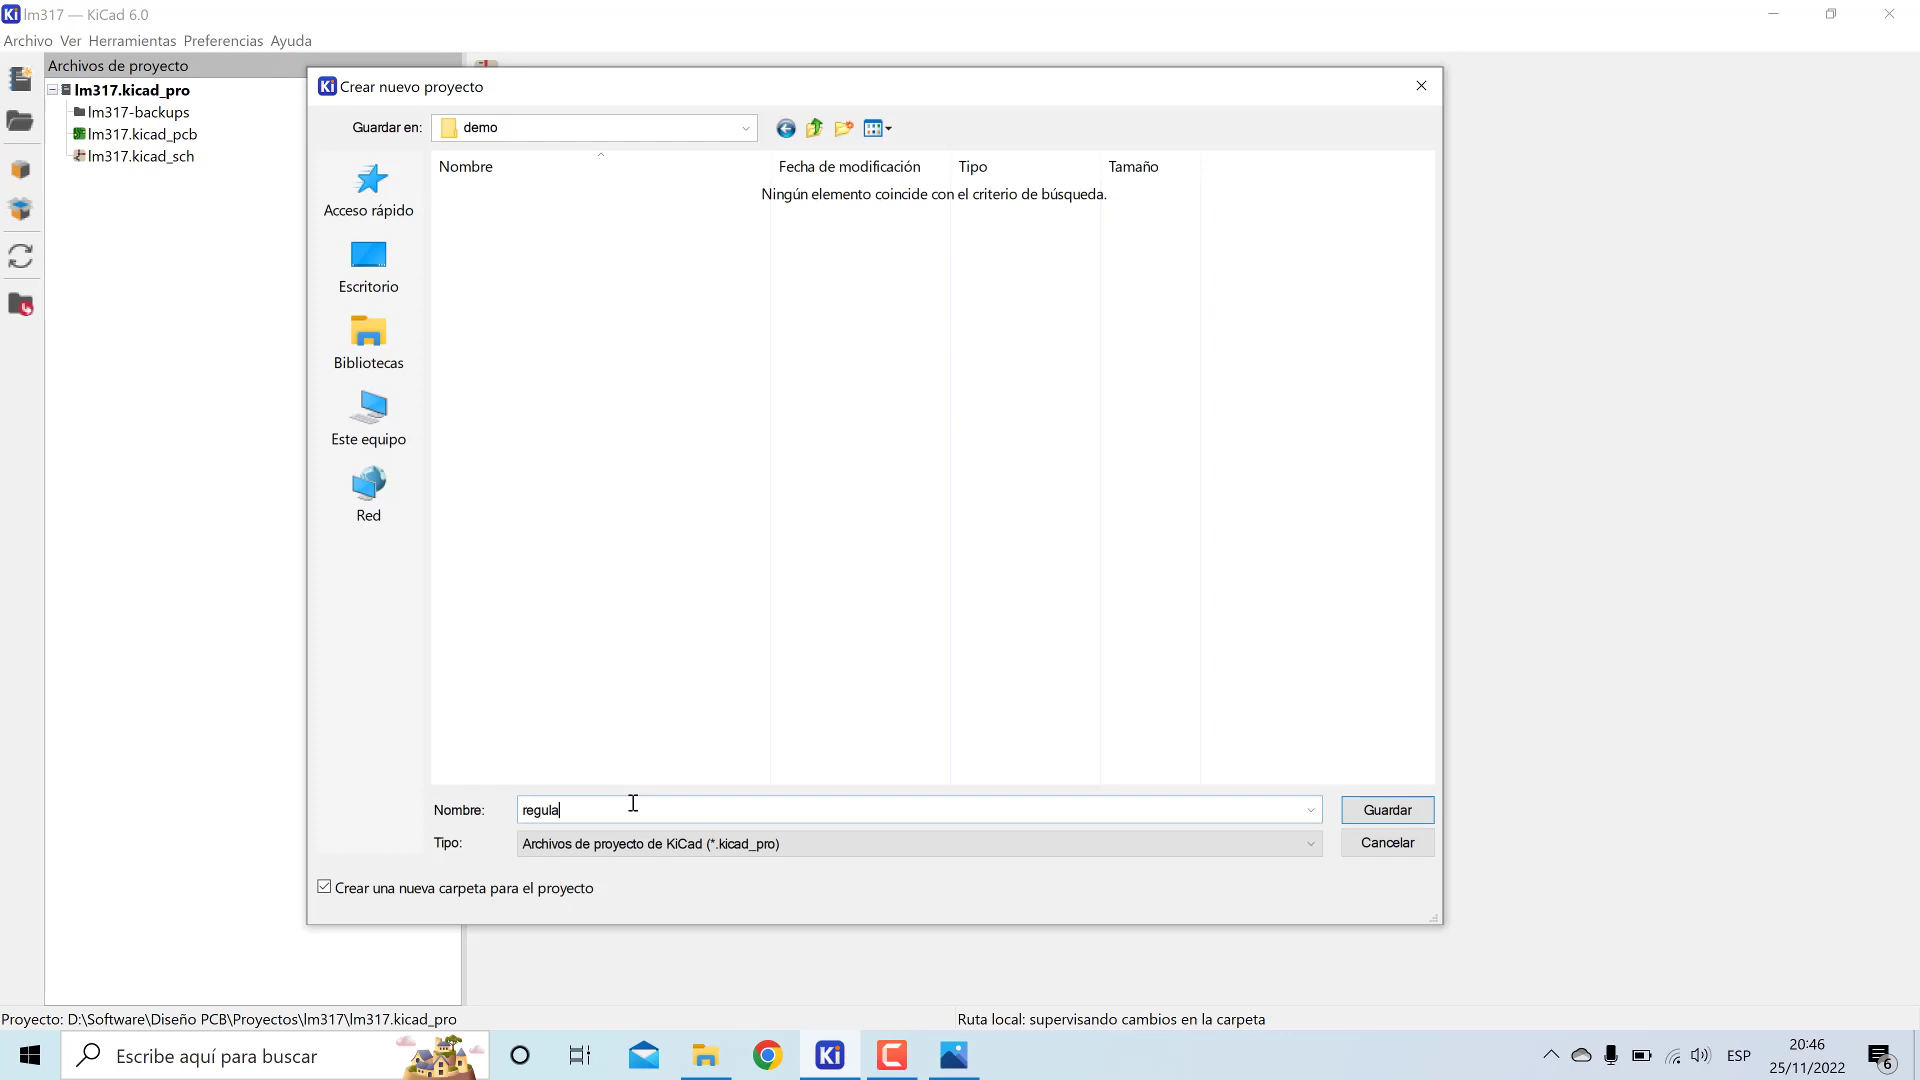 lm317 — KiCad 6.0
Archivo Ver Herramientas Preferencias Ayuda
Archivos de proyecto
lm317.kicad_pro
lm317-backups
lm317.kicad_pcb
lm317.kicad_sch
Crear nuevo proyecto
Guardar en: demo
Nombre Fecha de modificación Tipo Tamaño
Ningún elemento coincide con el criterio de búsqueda.
Acceso rápido
Escritorio
Bibliotecas
Este equipo
Red
Nombre: regula Guardar
Tipo: Archivos de proyecto de KiCad (*.kicad_pro) Cancelar
Crear una nueva carpeta para el proyecto
Proyecto: D:\Software\Diseño PCB\Proyectos\lm317\lm317.kicad_pro Ruta local: supervisando cambios en la carpeta
Escribe aquí para buscar
ESP
20:46
25/11/2022
6